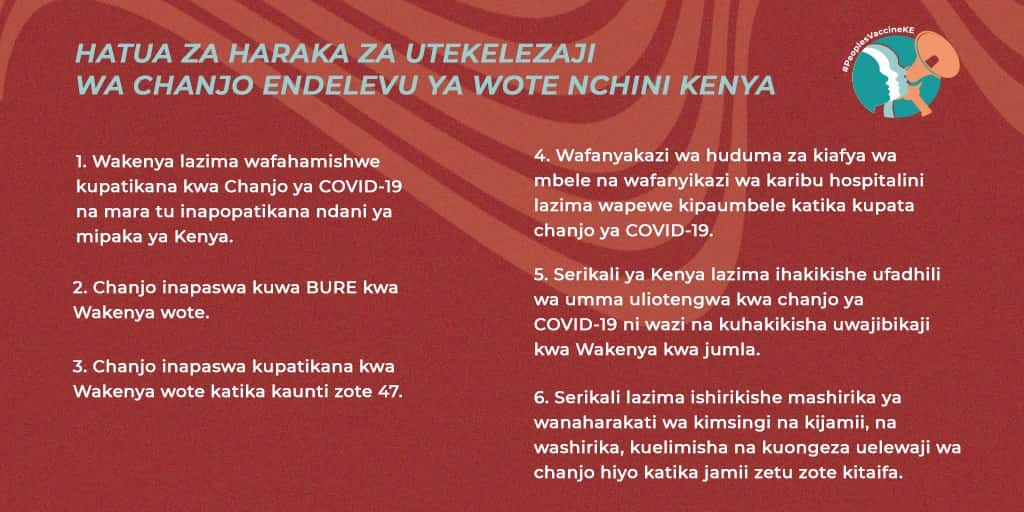 HATUA ZA HARAKA ZA UTEKELEZAJI
WA CHANJO ENDELEVU YA WOTE NCHINI KENYA
#PeoplesVaccineKE
1. Wakenya lazima wafahamishwe
kupatikana kwa Chanjo ya COVID-19
na mara tu inapopatikana ndani ya
mipaka ya Kenya.
2. Chanjo inapaswa kuwa BURE kwa
Wakenya wote.
3. Chanjo inapaswa kupatikana kwa
Wakenya wote katika kaunti zote 47.
4. Wafanyakazi wa huduma za kiafya wa
mbele na wafanyikazi wa karibu hospitalini
lazima wapewe kipaumbele katika kupata
chanjo ya COVID-19.
5. Serikali ya Kenya lazima ihakikishe ufadhili
wa umma uliotengwa kwa chanjo ya
COVID-19 ni wazi na kuhakikisha uwajibikaji
kwa Wakenya kwa jumla.
6. Serikali lazima ishirikishe mashirika ya
wanaharakati wa kimsingi na kijamii, na
washirika, kuelimisha na kuongeza uelewaji wa
chanjo hiyo katika jamii zetu zote kitaifa.